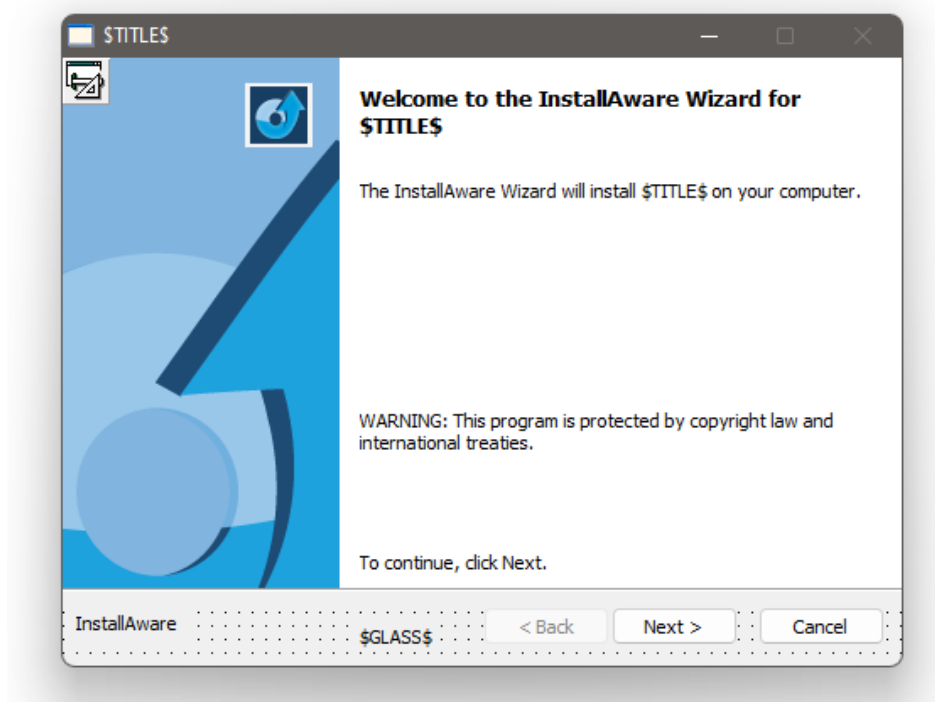 $TITLE$
Welcome to the InstallAware Wizard for
$TITLE$
The InstallAware Wizard will install $TITLE$ on your computer.
WARNING: This program is protected by copyright law and
international treaties.
To continue, click Next.
InstallAware
$GLASS$
< Back
Next >
Cancel